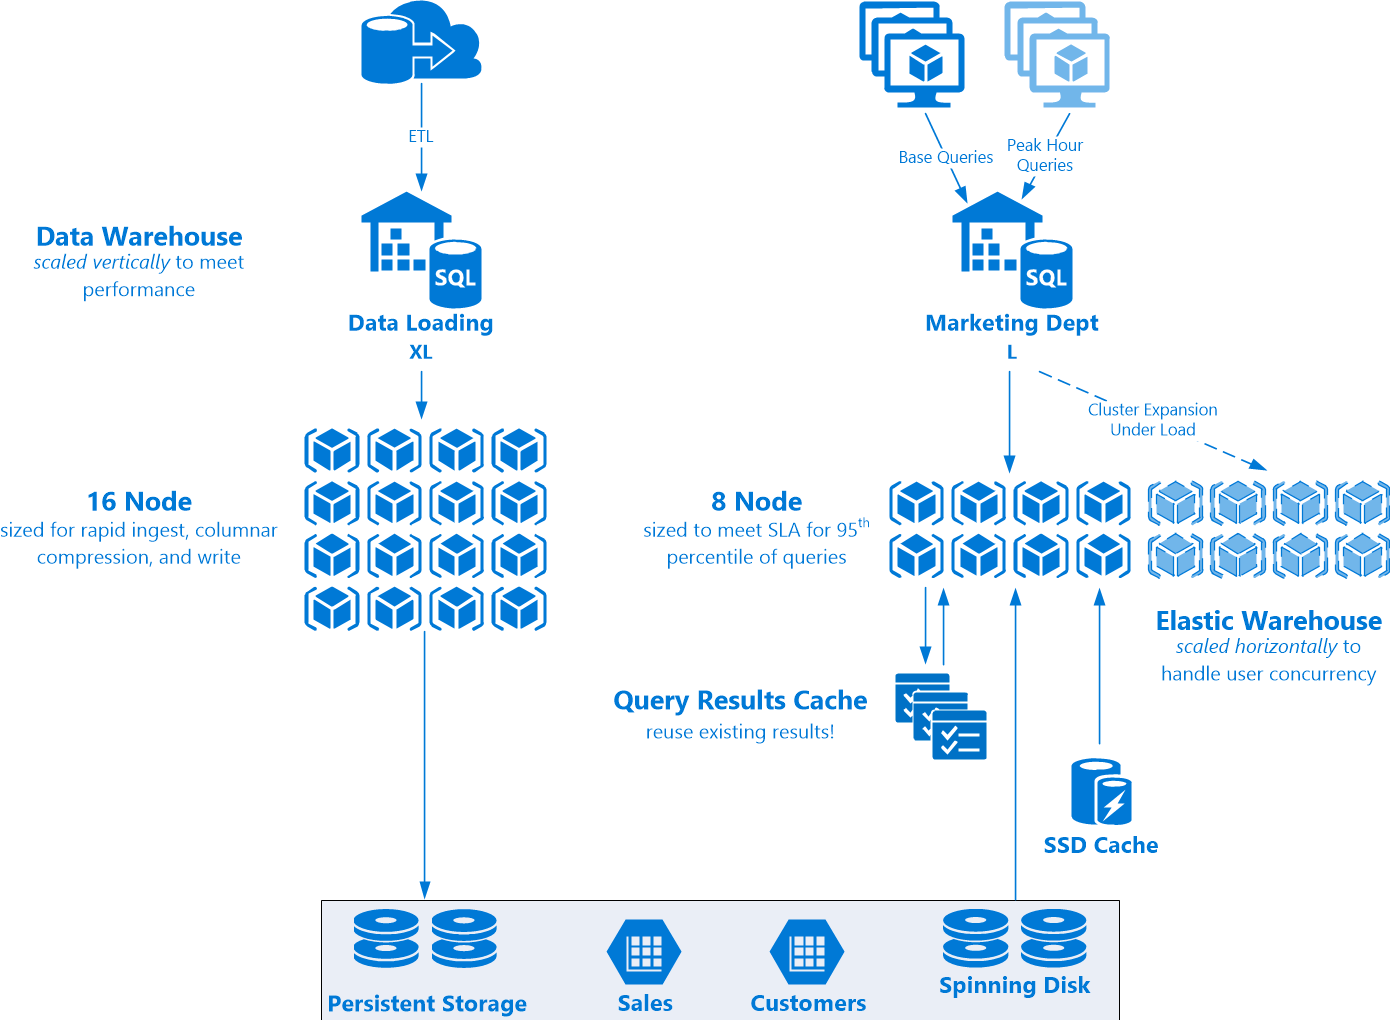 ETL
Base Queries
Peak Hour
Queries
Data Warehouse
scaled vertically to meet
performance
SQL
SQL
Data Loading
XL
Marketing Dept
L
Cluster Expansion
Under Load
16 Node
sized for rapid ingest, columnar
compression, and write
8 Node
sized to meet SLA for 95th
percentile of queries
Elastic Warehouse
scaled horizontally to
handle user concurrency
Query Results Cache
reuse existing results!
SSD Cache
Persistent Storage
Sales
Customers
Spinning Disk